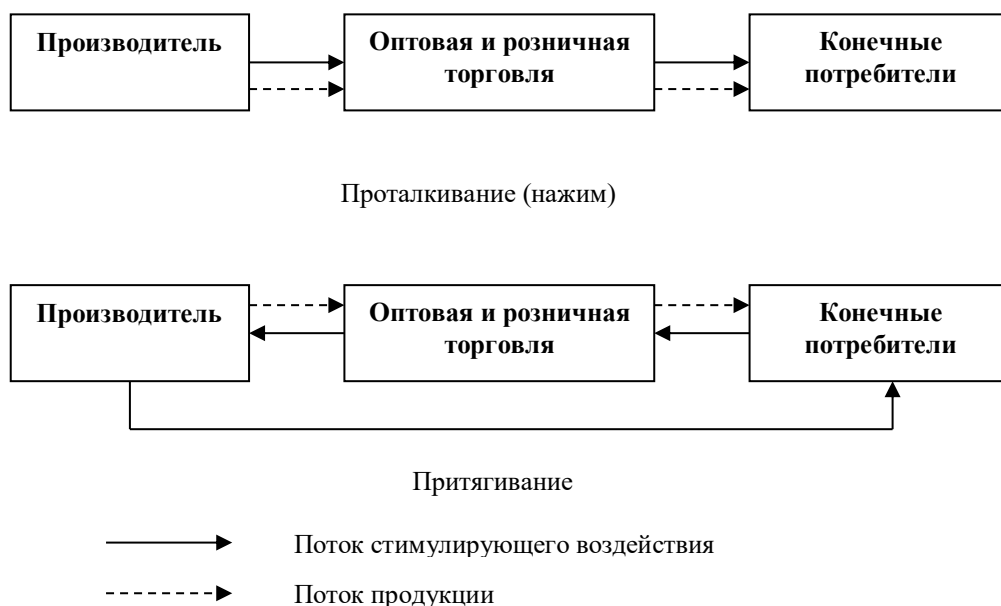 Производитель
Оптовая и розничная
торговля
Конечные
потребители
Проталкивание (нажим)
Производитель
Оптовая и розничная
торговля
Конечные
потребители
Притягивание
Поток стимулирующего воздействия
Поток продукции